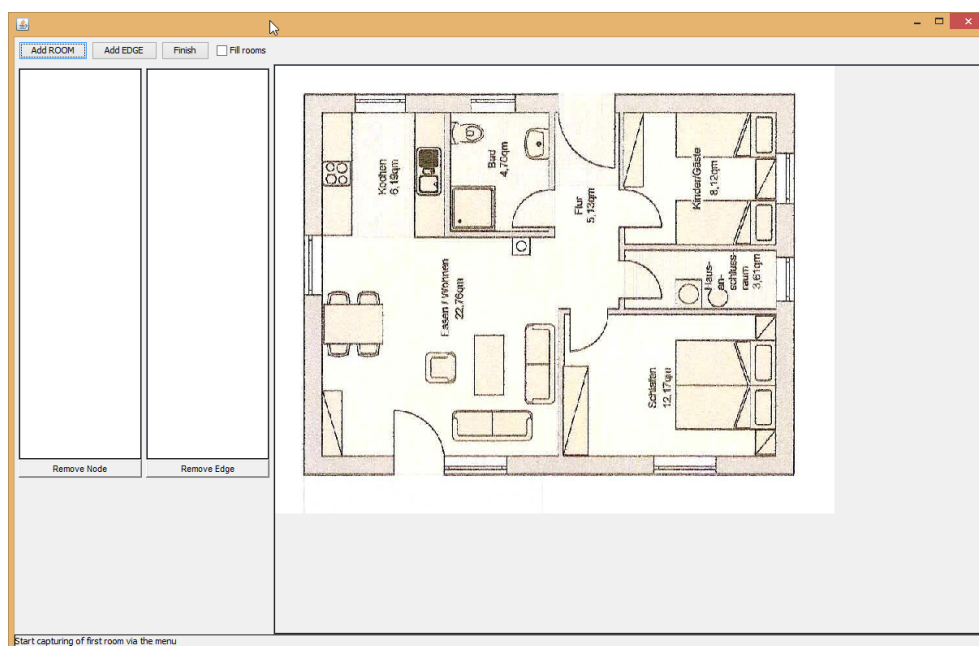 Add ROOM
Add EDGE
Finish
Fill rooms
Kochen
6,19qm
Bad
4,70qm
Flur
5,13qm
Kinder/Gäste
8,12qm
Haus-
an-
schluss-
raum
3,61qm
Essen / Wohnen
22,76qm
Schlafen
12,17qm
Remove Node
Remove Edge
Start capturing of first room via the menu